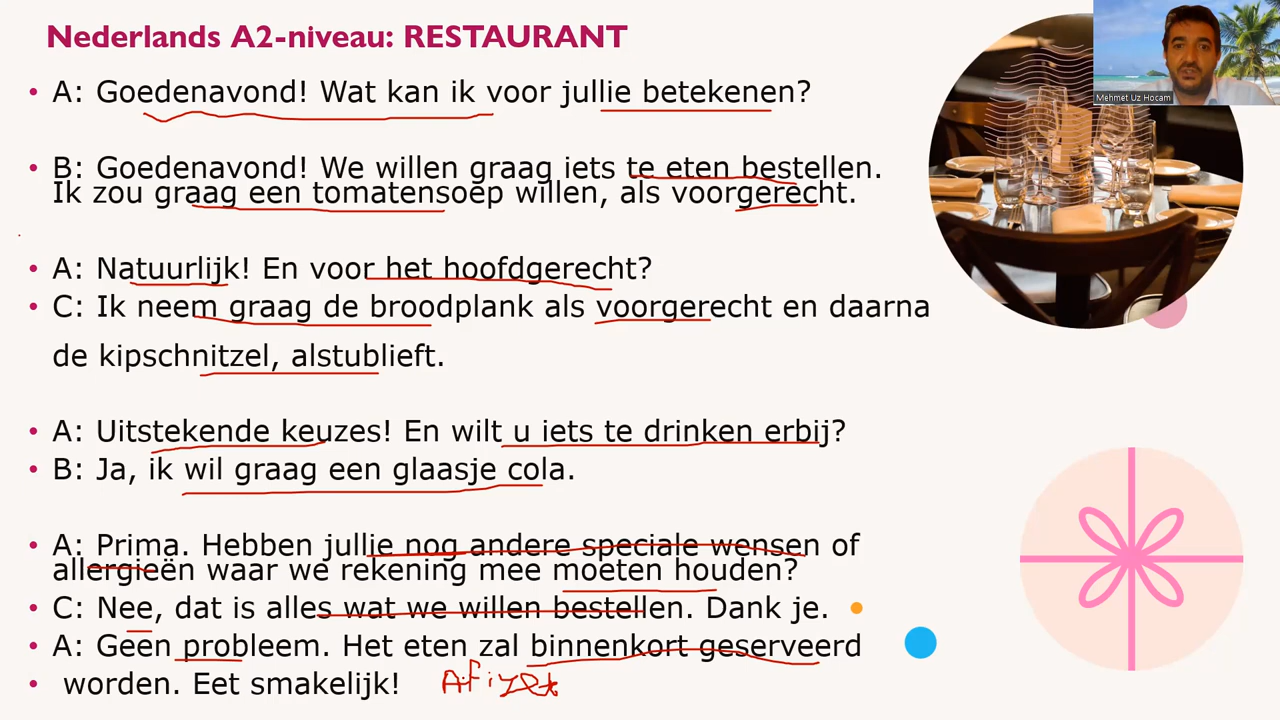 Nederlands A2-niveau: RESTAURANT
• A: Goedenavond! Wat kan ik voor jullie betekenen?
• B: Goedenavond! We willen graag iets te eten bestellen.
Ik zou graag een tomatensoep willen, als voorgerecht.
• A: Natuurlijk! En voor het hoofdgerecht?
• C: Ik neem graag de broodplank als voorgerecht en daarna
de kipschnitzel, alstublieft.
• A: Uitstekende keuzes! En wilt u iets te drinken erbij?
• B: Ja, ik wil graag een glaasje cola.
• A: Prima. Hebben jullie nog andere speciale wensen of
allergieën waar we rekening mee moeten houden?
• C: Nee, dat is alles wat we willen bestellen. Dank je.
• A: Geen probleem. Het eten zal binnenkort geserveerd
• worden. Eet smakelijk!
Mehmet Uz Hocam